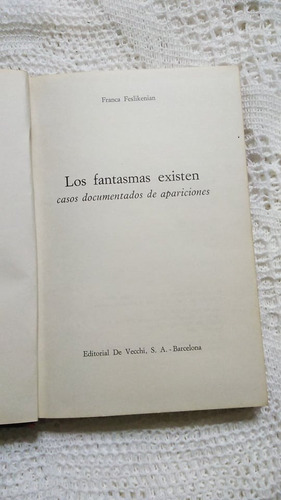 Franca Feslikenian
Los fantasmas existen
casos documentados de apariciones
Editorial De Vecchi, S. A. - Barcelona